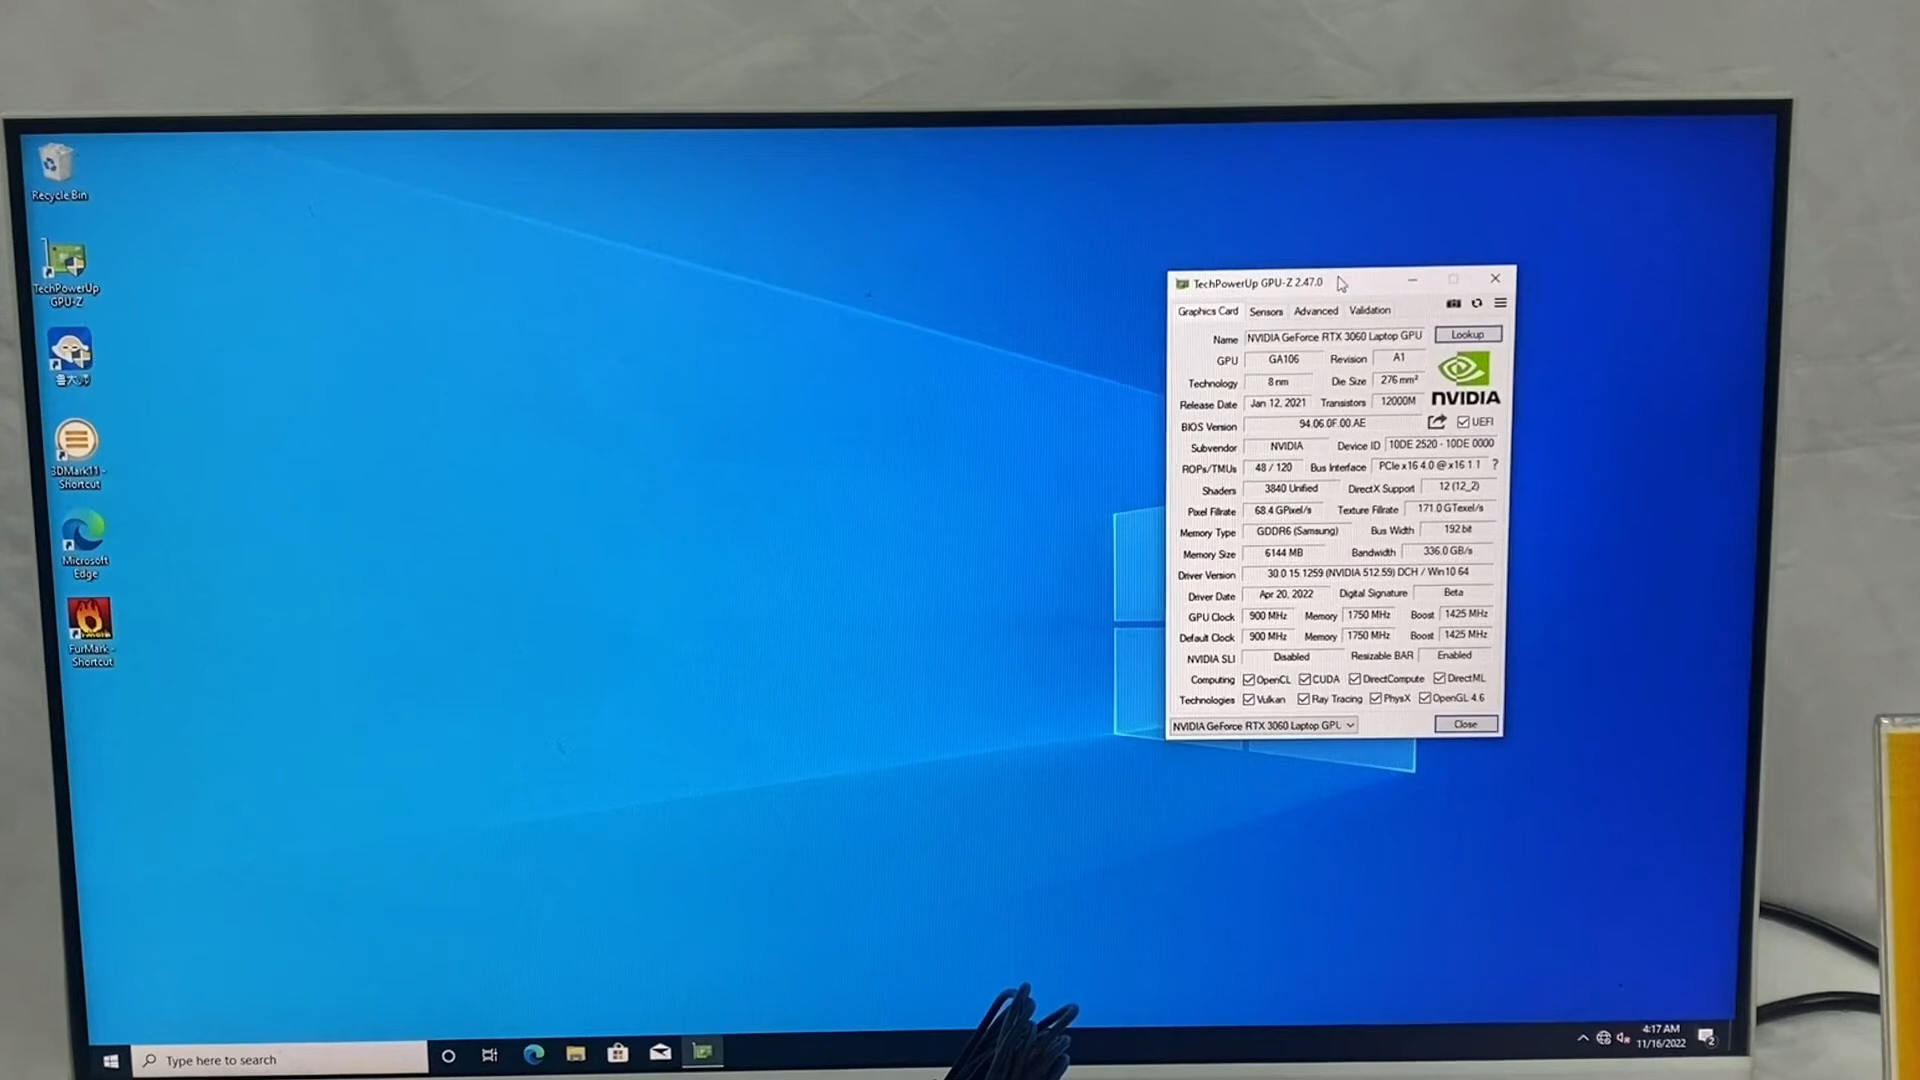 Recycle Bin
TechPowerUp
GPU-Z
鲁大师
3DMark11 -
Shortcut
Microsoft
Edge
FurMark -
Shortcut
TechPowerUp GPU-Z 2.47.0
Graphics Card Sensors Advanced Validation
Name NVIDIA GeForce RTX 3060 Laptop GPU Lookup
GPU GA106 Revision A1
Technology 8 nm Die Size 276 mm²
Release Date Jan 12, 2021 Transistors 12000M
NVIDIA
BIOS Version 94.06.0F.00.AE UEFI
Subvendor NVIDIA Device ID 10DE 2520 - 10DE 0000
ROPs/TMUs 48 / 120 Bus Interface PCIe x16 4.0 @ x16 1.1 ?
Shaders 3840 Unified DirectX Support 12 (12_2)
Pixel Fillrate 68.4 GPixel/s Texture Fillrate 171.0 GTexel/s
Memory Type GDDR6 (Samsung) Bus Width 192 bit
Memory Size 6144 MB Bandwidth 336.0 GB/s
Driver Version 30.0.15.1259 (NVIDIA 512.59) DCH / Win10 64
Driver Date Apr 20, 2022 Digital Signature Beta
GPU Clock 900 MHz Memory 1750 MHz Boost 1425 MHz
Default Clock 900 MHz Memory 1750 MHz Boost 1425 MHz
NVIDIA SLI Disabled Resizable BAR Enabled
Computing OpenCL CUDA DirectCompute DirectML
Technologies Vulkan Ray Tracing PhysX OpenGL 4.6
NVIDIA GeForce RTX 3060 Laptop GPU Close
Type here to search
4:17 AM
11/16/2022
2